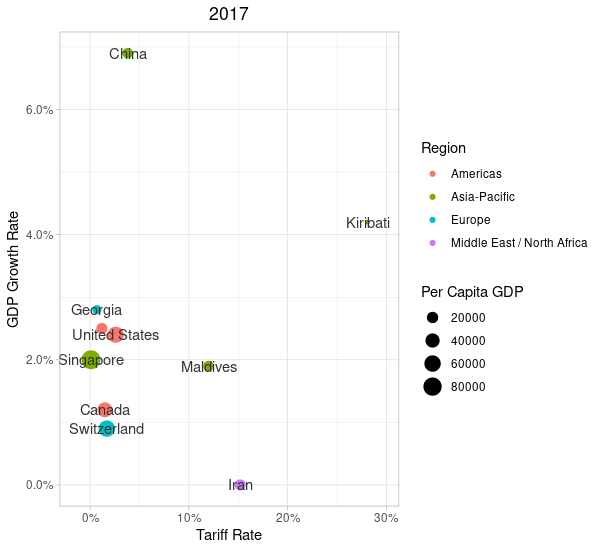 2017
China
Kiribati
Georgia
United States
Singapore
Maldives
Canada
Switzerland
Iran
6.0%
4.0%
2.0%
0.0%
GDP Growth Rate
0%
10%
20%
30%
Tariff Rate
Region
Americas
Asia-Pacific
Europe
Middle East / North Africa
Per Capita GDP
20000
40000
60000
80000